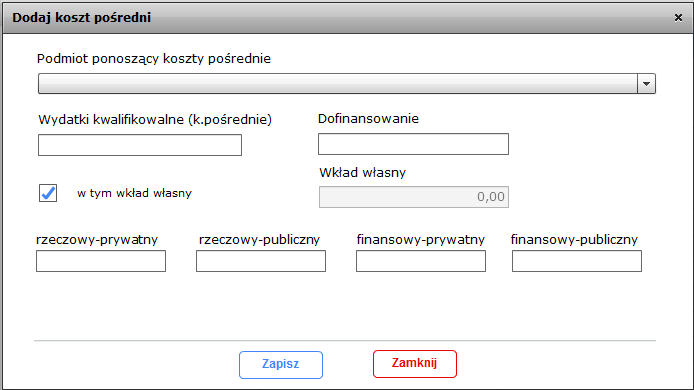 Dodaj koszt pośredni
Podmiot ponoszący koszty pośrednie
Wydatki kwalifikowalne (k.pośrednie)
Dofinansowanie
w tym wkład własny
Wkład własny
0,00
rzeczowy-prywatny
rzeczowy-publiczny
finansowy-prywatny
finansowy-publiczny
Zapisz
Zamknij